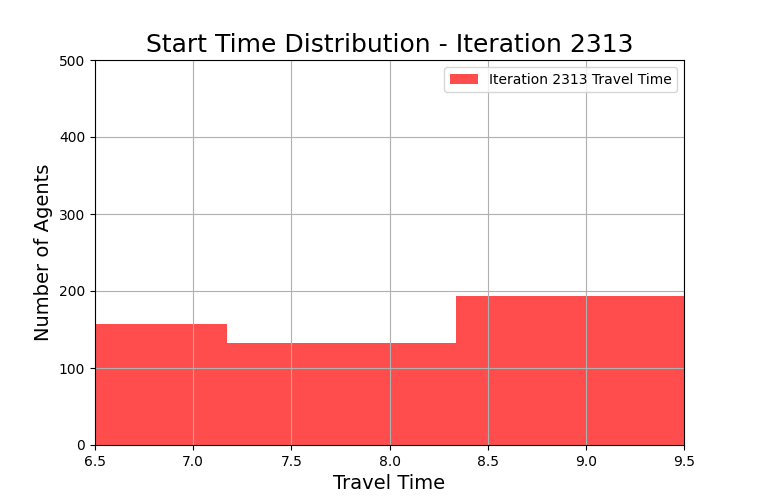 Start Time Distribution - Iteration 2313
Iteration 2313 Travel Time
Number of Agents
500
400
300
200
100
0
6.5 7.0 7.5 8.0 8.5 9.0 9.5
Travel Time